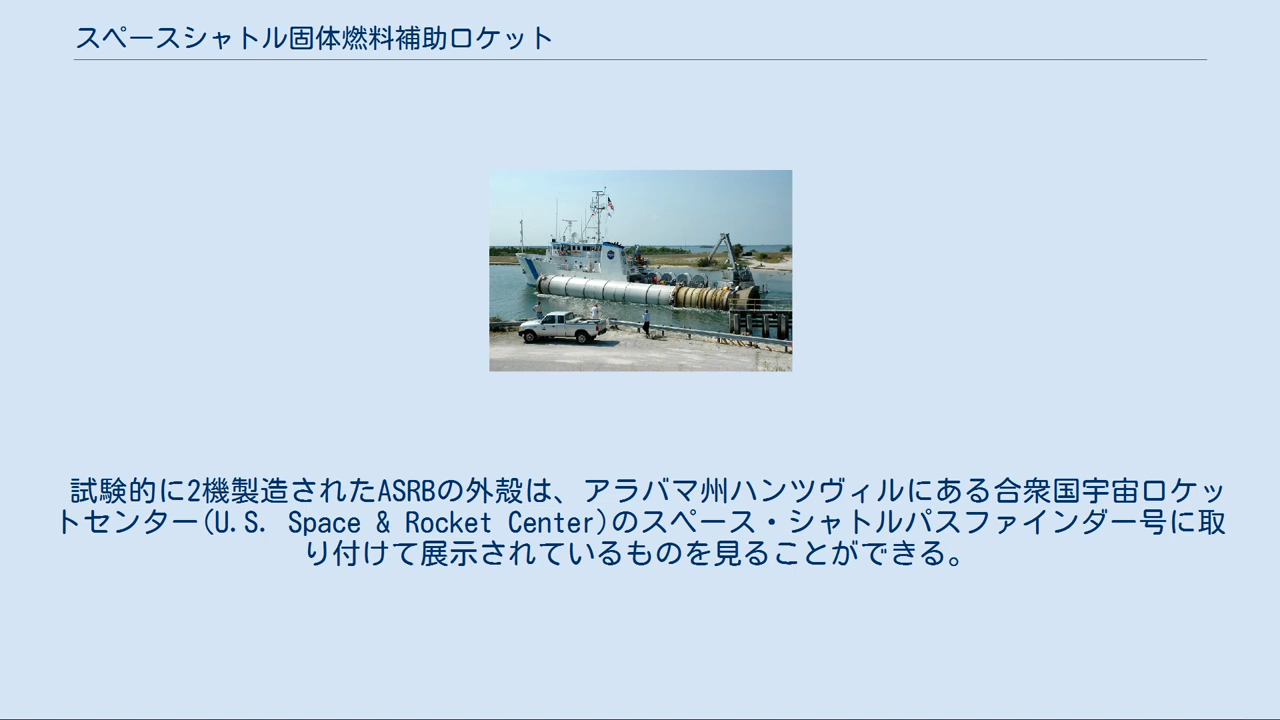 スペースシャトル固体燃料補助ロケット
試験的に2機製造されたASRBの外殻は、アラバマ州ハンツヴィルにある合衆国宇宙ロケッ
トセンター(U.S. Space & Rocket Center)のスペース・シャトルパスファインダー号に取
り付けて展示されているものを見ることができる。